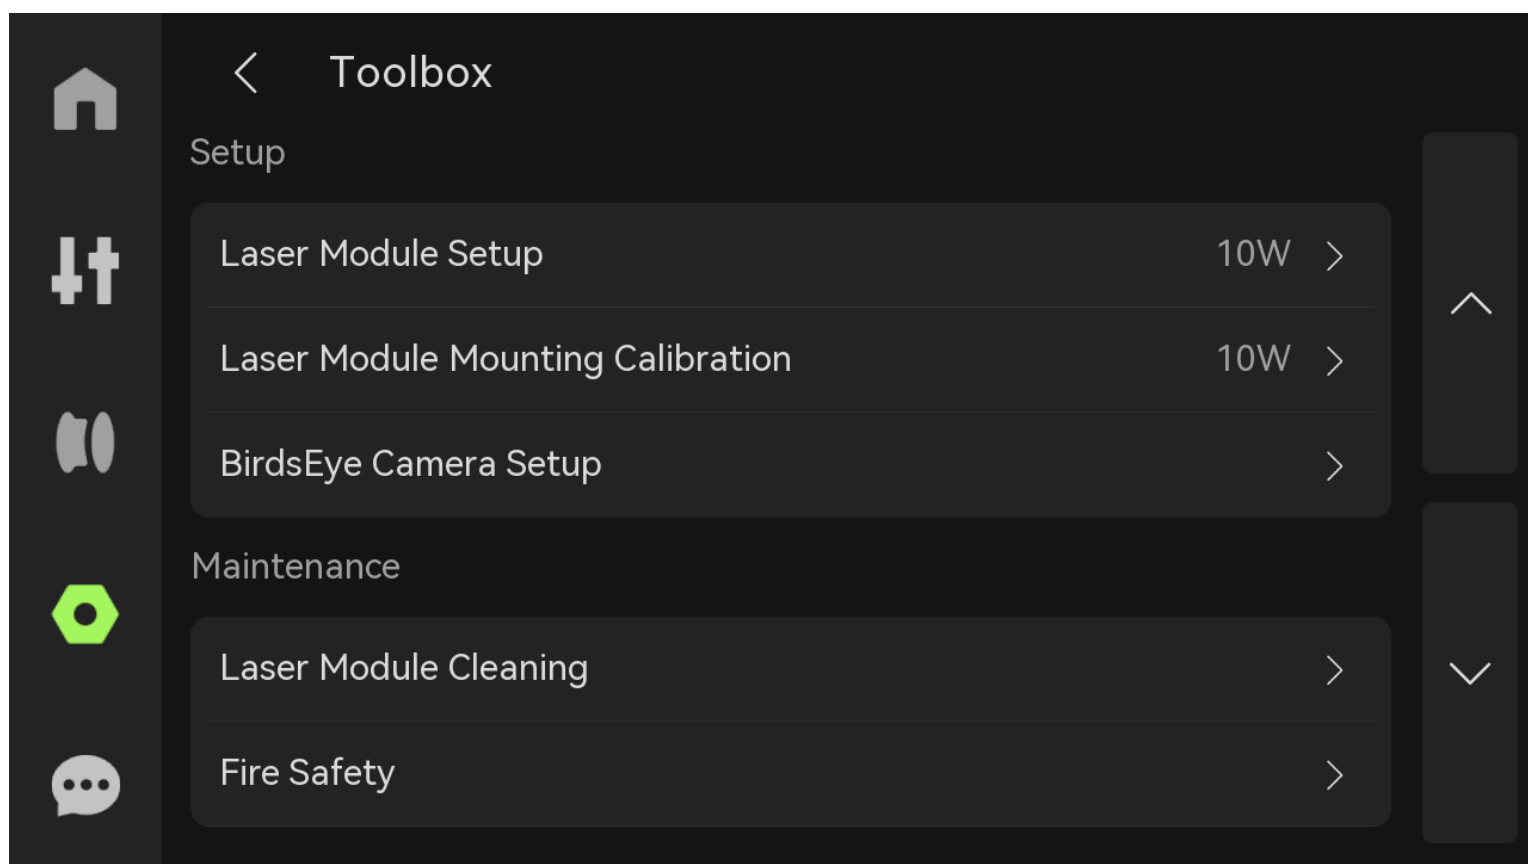 Toolbox
Setup
Laser Module Setup 10W
Laser Module Mounting Calibration 10W
BirdsEye Camera Setup
Maintenance
Laser Module Cleaning
Fire Safety